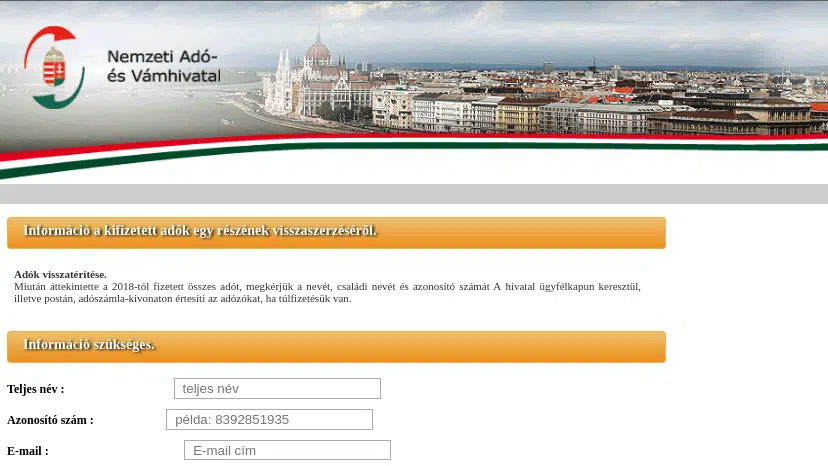 Nemzeti Adó-
és Vámhivatal
Információ a kifizetett adók egy részének visszaszerzéséről.
Adók visszatérítése.
Miután áttekintette a 2018-tól fizetett összes adót, megkérjük a nevét, családi nevét és azonosító számát A hivatal ügyfélkapun keresztül,
illetve postán, adószámla-kivonaton értesíti az adózókat, ha túlfizetésük van.
Információ szükséges.
Teljes név : teljes név
Azonosító szám : példa: 8392851935
E-mail : E-mail cím